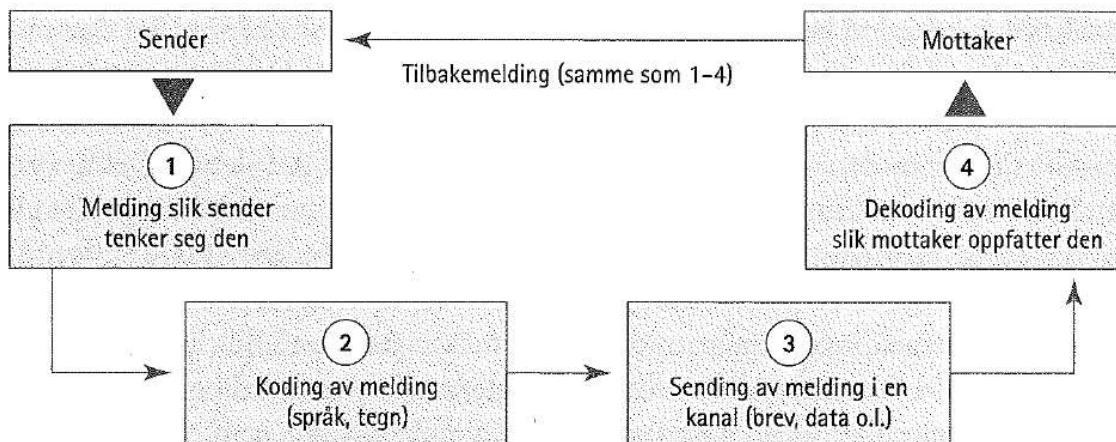 Sender
Mottaker
Tilbakemelding (samme som 1–4)
1
Melding slik sender
tenker seg den
2
Koding av melding
(språk, tegn)
3
Sending av melding i en
kanal (brev, data o.l.)
4
Dekoding av melding
slik mottaker oppfatter den